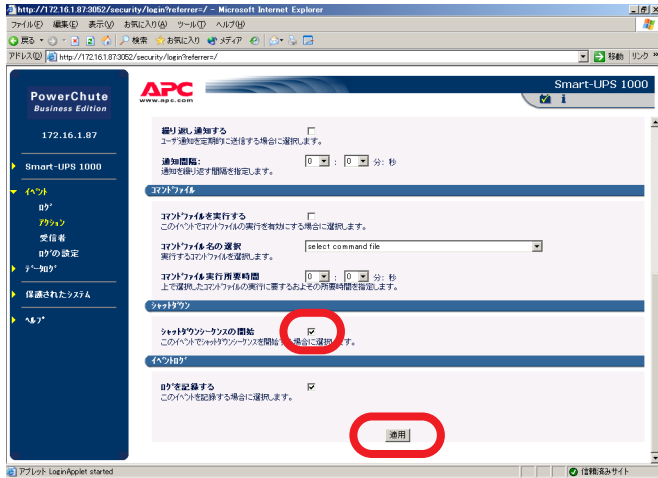 http://172.16.1.87:3052/security/login?referrer=/ - Microsoft Internet Explorer
ファイル(F) 編集(E) 表示(V) お気に入り(A) ツール(T) ヘルプ(H)
戻る 検索 お気に入り メディア
アドレス(D) http://172.16.1.87:3052/security/login?referrer=/ 移動 リンク »
PowerChute
Business Edition
172.16.1.87
Smart-UPS 1000
イベント
ログ
アクション
受信者
ログの設定
データログ
保護されたシステム
ヘルプ
APC
www.apc.com
Smart-UPS 1000
i
繰り返し通知する
ユーザ通知を定期的に送信する場合に選択します。
通知間隔: 0 : 0 分: 秒
通知を繰り返す間隔を指定します。
コマンドファイル
コマンドファイルを実行する
このイベントでコマンドファイルの実行を有効にする場合に選択します。
コマンドファイル名の選択 select command file
実行するコマンドファイルを選択します。
コマンドファイル実行所要時間 0 : 0 分: 秒
上で選択したコマンドファイルの実行に要するおよその所要時間を指定します。
シャットダウン
シャットダウンシーケンスの開始
このイベントでシャットダウンシーケンスを開始する場合に選択します。
イベントログ
ログを記録する
このイベントを記録する場合に選択します。
適用
アプレット LoginApplet started 信頼済みサイト